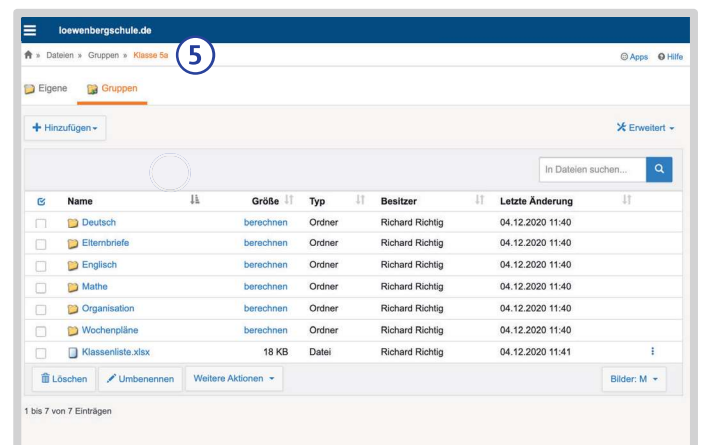 loewenbergschule.de
» Dateien » Gruppen » Klasse 5a
5
Apps Hilfe
Eigene Gruppen
Hinzufügen
Erweitert
In Dateien suchen...
Name Größe Typ Besitzer Letzte Änderung
Deutsch berechnen Ordner Richard Richtig 04.12.2020 11:40
Elternbriefe berechnen Ordner Richard Richtig 04.12.2020 11:40
Englisch berechnen Ordner Richard Richtig 04.12.2020 11:40
Mathe berechnen Ordner Richard Richtig 04.12.2020 11:40
Organisation berechnen Ordner Richard Richtig 04.12.2020 11:40
Wochenpläne berechnen Ordner Richard Richtig 04.12.2020 11:40
Klassenliste.xlsx 18 KB Datei Richard Richtig 04.12.2020 11:41
Löschen Umbenennen Weitere Aktionen Bilder: M
1 bis 7 von 7 Einträgen